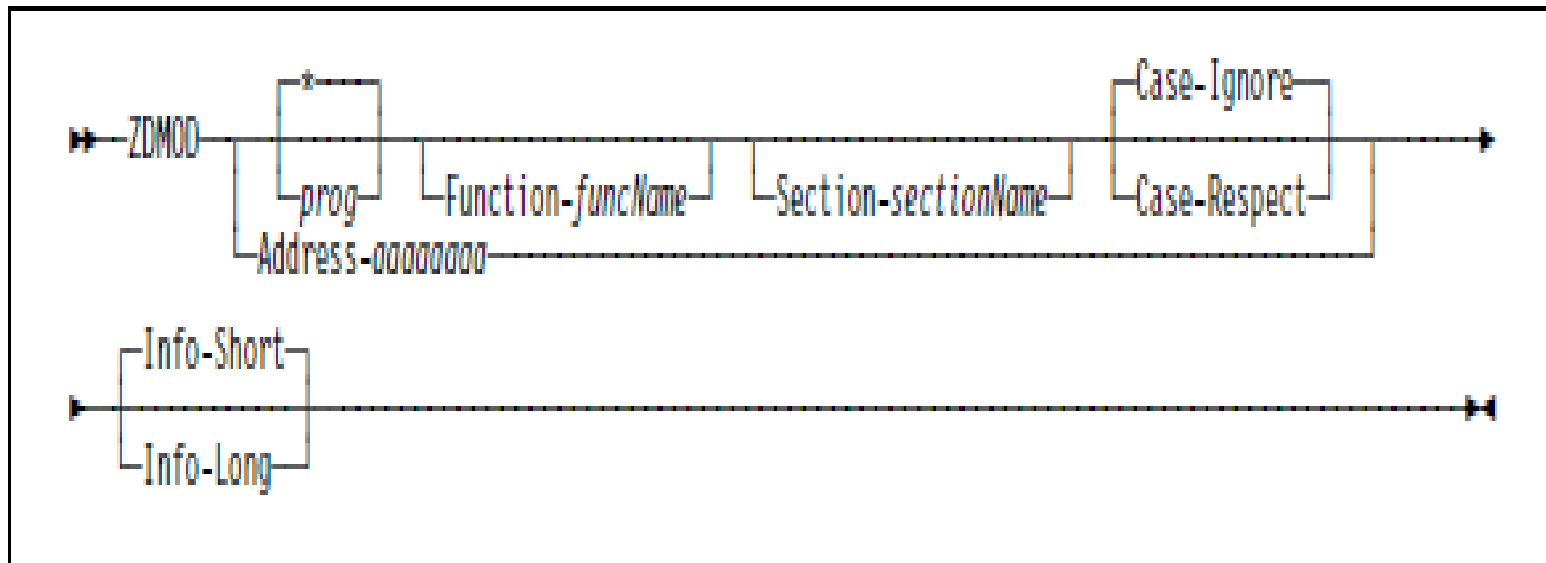 * Case-Ignore
ZDMOD
prog Function-funcName Section-sectionName Case-Respect
Address-aaaaaaaa
Info-Short
Info-Long